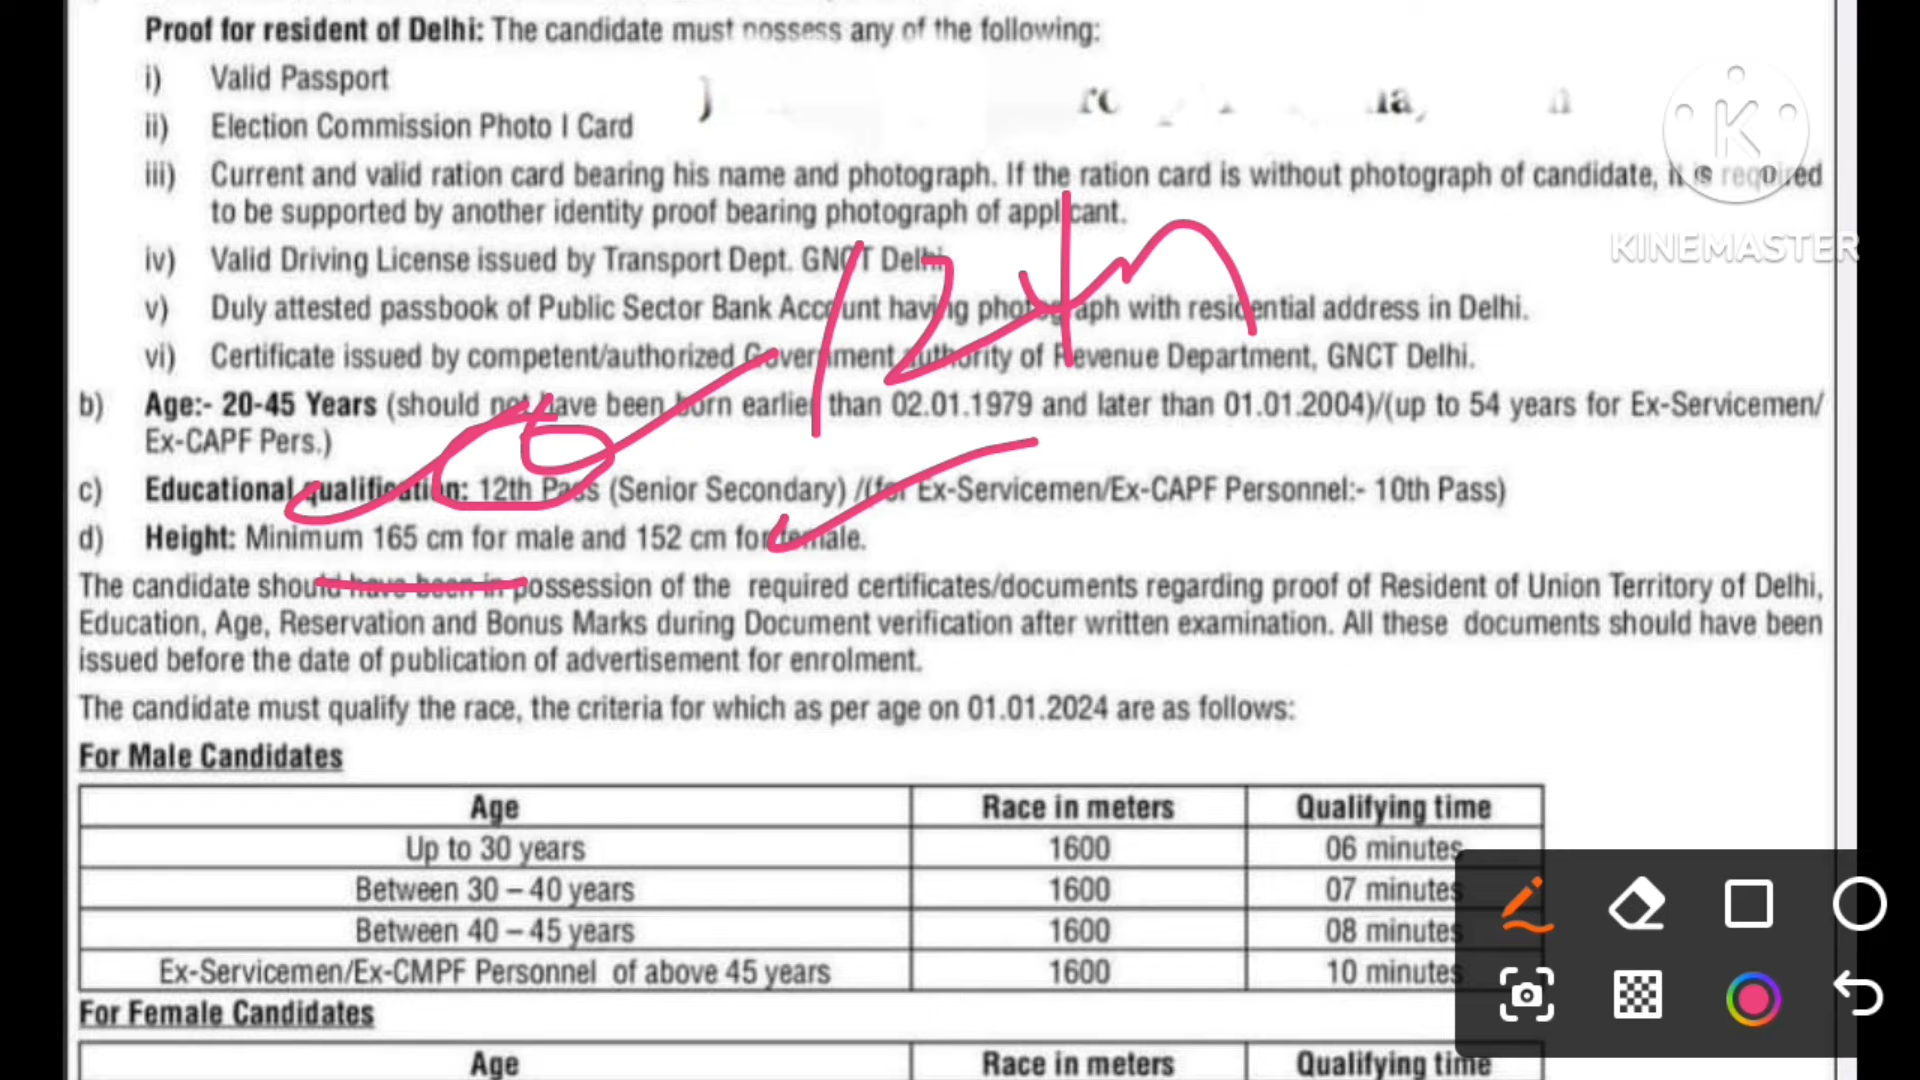 Proof for resident of Delhi: The candidate must possess any of the following:
i) Valid Passport
ii) Election Commission Photo I Card
iii) Current and valid ration card bearing his name and photograph. If the ration card is without photograph of candidate, it is required
to be supported by another identity proof bearing photograph of applicant.
iv) Valid Driving License issued by Transport Dept. GNCT Delhi
v) Duly attested passbook of Public Sector Bank Account having photograph with residential address in Delhi.
vi) Certificate issued by competent/authorized Government authority of Revenue Department, GNCT Delhi.
b) Age:- 20-45 Years (should not have been born earlier than 02.01.1979 and later than 01.01.2004)/(up to 54 years for Ex-Servicemen/
Ex-CAPF Pers.)
c) Educational qualification: 12th Pass (Senior Secondary) /(for Ex-Servicemen/Ex-CAPF Personnel:- 10th Pass)
d) Height: Minimum 165 cm for male and 152 cm for female.
The candidate should have been in possession of the required certificates/documents regarding proof of Resident of Union Territory of Delhi,
Education, Age, Reservation and Bonus Marks during Document verification after written examination. All these documents should have been
issued before the date of publication of advertisement for enrolment.
The candidate must qualify the race, the criteria for which as per age on 01.01.2024 are as follows:
For Male Candidates
Age Race in meters Qualifying time
Up to 30 years 1600 06 minutes
Between 30 – 40 years 1600 07 minutes
Between 40 – 45 years 1600 08 minutes
Ex-Servicemen/Ex-CMPF Personnel of above 45 years 1600 10 minutes
For Female Candidates
Age Race in meters Qualifying time
12th
K
KINEMASTER